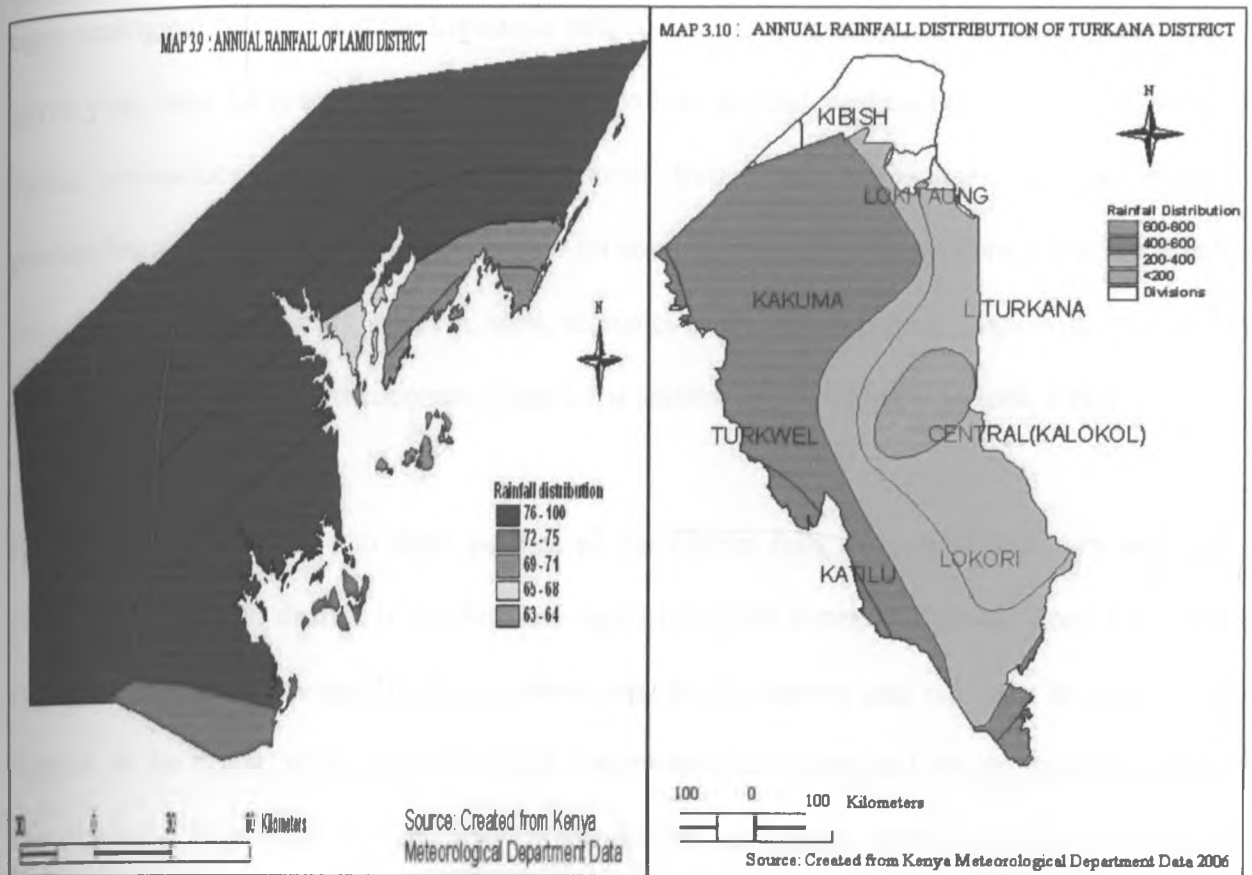 MAP 3.9 : ANNUAL RAINFALL OF LAMU DISTRICT
N
Rainfall distribution
76 - 100
72 - 75
69 - 71
65 - 68
63 - 64
0 30 60 Kilometers
Source: Created from Kenya
Meteorological Department Data
MAP 3.10 : ANNUAL RAINFALL DISTRIBUTION OF TURKANA DISTRICT
N
KIBISH
LOKITAUNG
Rainfall Distribution
600-800
400-600
200-400
<200
Divisions
KAKUMA
L.TURKANA
TURKWEL
CENTRAL(KALOKOL)
LOKORI
KATILU
100 0 100 Kilometers
Source: Created from Kenya Meteorological Department Data 2006